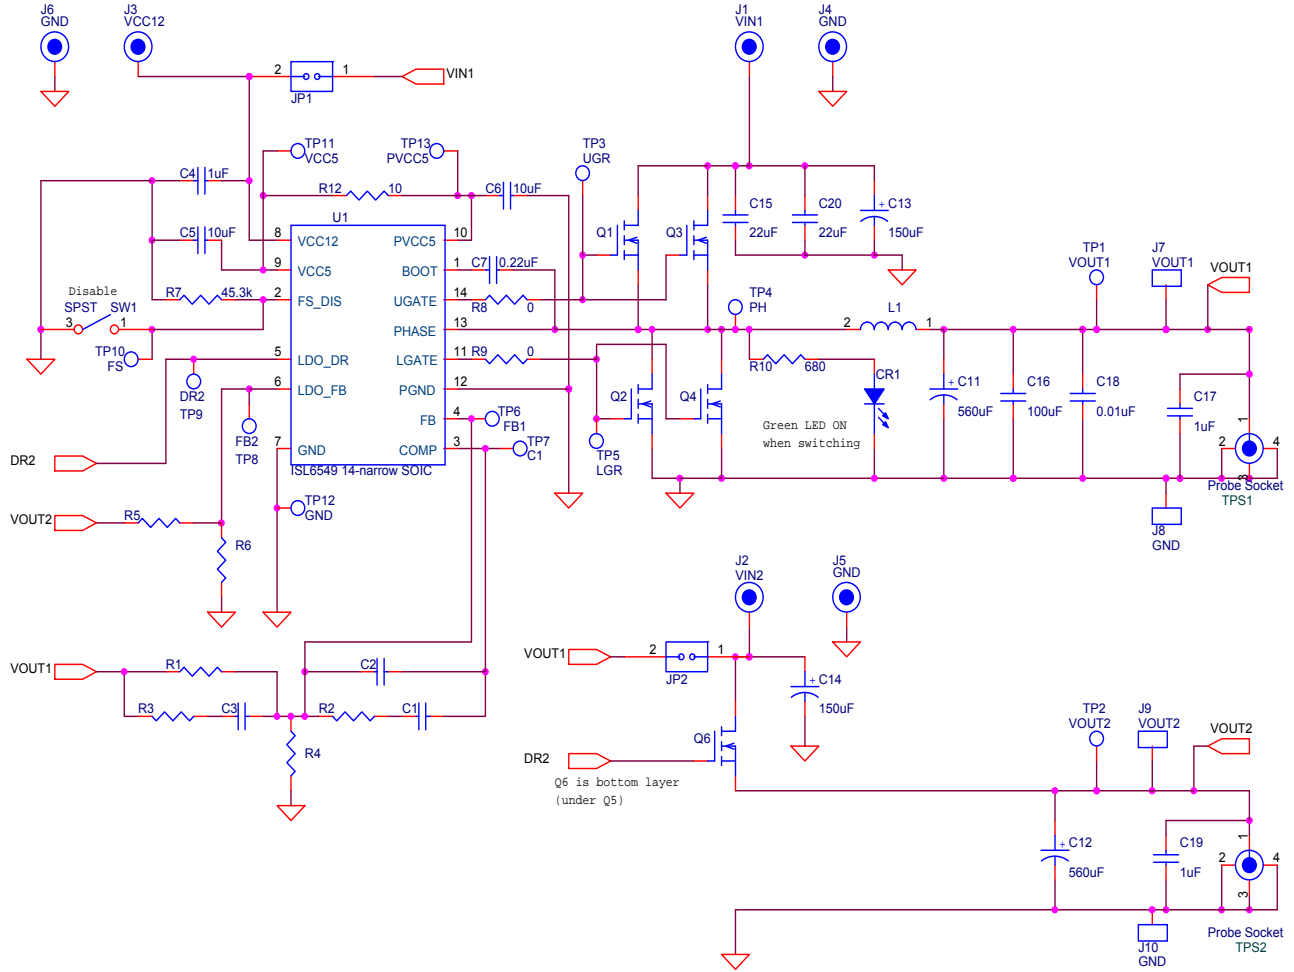 J6
GND
J3
VCC12
J1
VIN1
J4
GND
2
1
JP1
VIN1
TP11
VCC5
TP13
PVCC5
TP3
UGR
C4
1uF
R12
10
C6
10uF
C5
10uF
U1
8
VCC12
9
VCC5
2
FS_DIS
5
LDO_DR
6
LDO_FB
7
GND
PVCC5
10
BOOT
1
UGATE
14
PHASE
13
LGATE
11
PGND
12
FB
4
COMP
3
ISL6549 14-narrow SOIC
C7
0.22uF
R8
0
R9
0
R7
45.3k
Disable
SPST
SW1
3
1
TP10
FS
DR2
TP9
FB2
TP8
TP6
FB1
TP7
C1
TP12
GND
DR2
VOUT2
R5
R6
Q1
Q3
C15
22uF
C20
22uF
C13
+
150uF
TP4
PH
2
L1
1
R10
680
CR1
Green LED ON
when switching
Q2
Q4
TP5
LGR
TP1
VOUT1
J7
VOUT1
VOUT1
C11
+
560uF
C16
100uF
C18
0.01uF
C17
1uF
1
2
4
3
Probe Socket
TPS1
J8
GND
VOUT1
R1
R3
C3
C2
R2
C1
R4
J2
VIN2
J5
GND
VOUT1
2
1
JP2
C14
+
150uF
Q6
DR2
Q6 is bottom layer
(under Q5)
TP2
VOUT2
J9
VOUT2
VOUT2
C12
+
560uF
C19
1uF
1
2
4
3
Probe Socket
TPS2
J10
GND